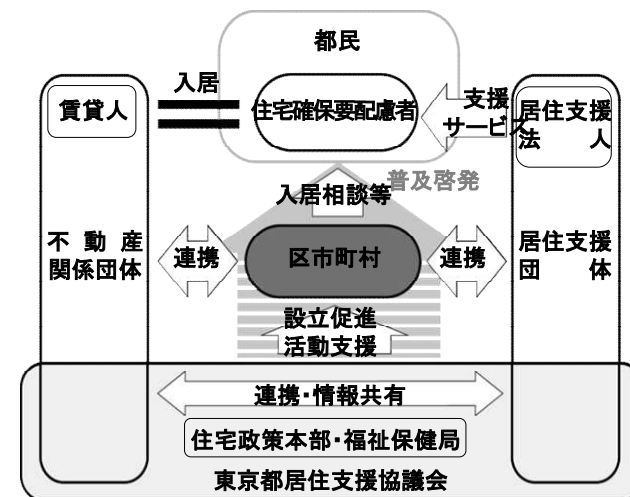 都民
入居
賃貸人
住宅確保要配慮者
支援
サービス
居住支援
法人
普及啓発
入居相談等
不動産
関係団体
連携
区市町村
連携
居住支援
団体
設立促進
活動支援
連携・情報共有
住宅政策本部・福祉保健局
東京都居住支援協議会